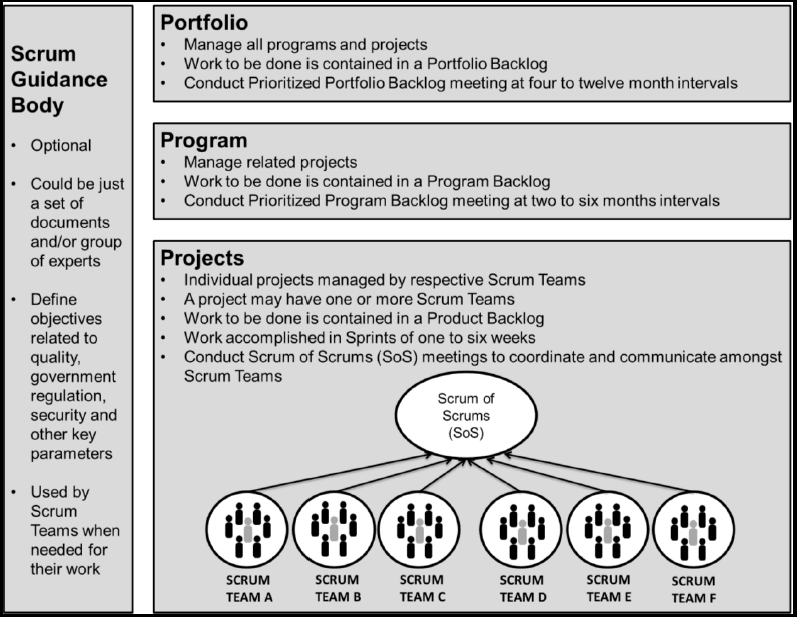 Scrum
Guidance
Body
• Optional
• Could be just
a set of
documents
and/or group
of experts
• Define
objectives
related to
quality,
government
regulation,
security and
other key
parameters
• Used by
Scrum
Teams when
needed for
their work
Portfolio
• Manage all programs and projects
• Work to be done is contained in a Portfolio Backlog
• Conduct Prioritized Portfolio Backlog meeting at four to twelve month intervals
Program
• Manage related projects
• Work to be done is contained in a Program Backlog
• Conduct Prioritized Program Backlog meeting at two to six months intervals
Projects
• Individual projects managed by respective Scrum Teams
• A project may have one or more Scrum Teams
• Work to be done is contained in a Product Backlog
• Work accomplished in Sprints of one to six weeks
• Conduct Scrum of Scrums (SoS) meetings to coordinate and communicate amongst
Scrum Teams
Scrum of
Scrums
(SoS)
SCRUM
TEAM A
SCRUM
TEAM B
SCRUM
TEAM C
SCRUM
TEAM D
SCRUM
TEAM E
SCRUM
TEAM F